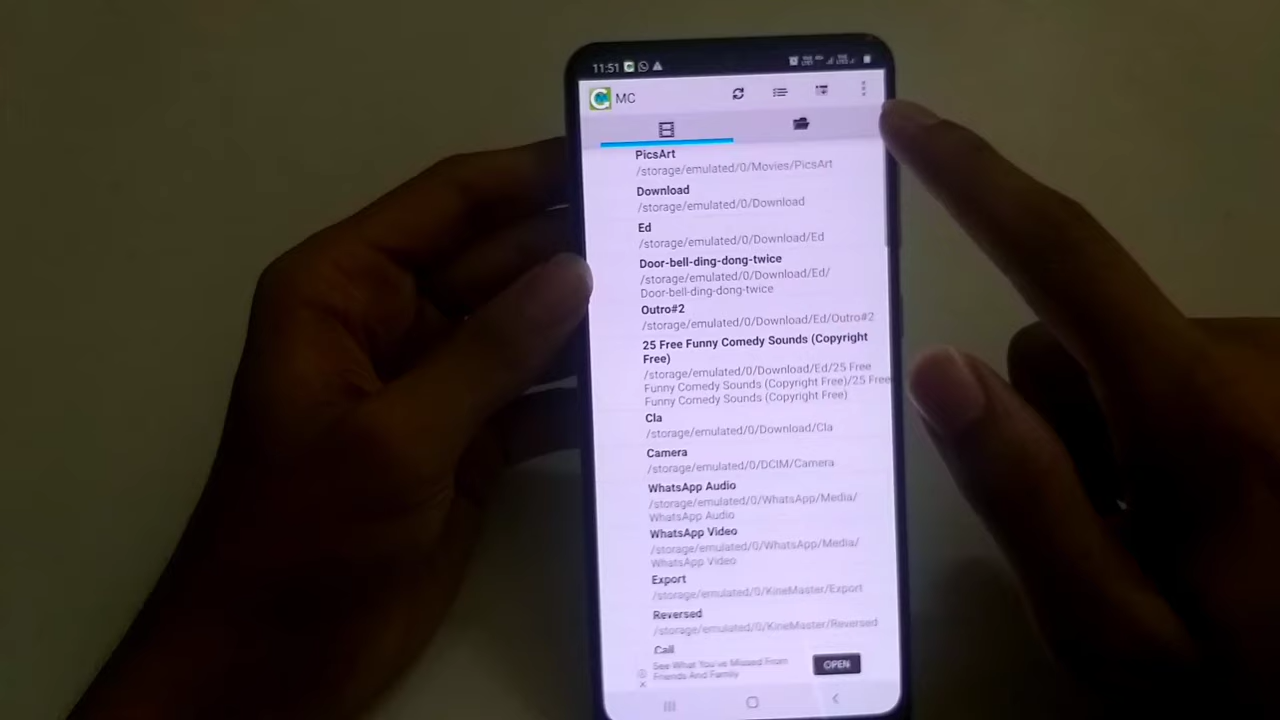 11:51
MC
PicsArt
/storage/emulated/0/Movies/PicsArt
Download
/storage/emulated/0/Download
Ed
/storage/emulated/0/Download/Ed
Door-bell-ding-dong-twice
/storage/emulated/0/Download/Ed/
Door-bell-ding-dong-twice
Outro#2
/storage/emulated/0/Download/Ed/Outro#2
25 Free Funny Comedy Sounds (Copyright
Free)
/storage/emulated/0/Download/Ed/25 Free
Funny Comedy Sounds (Copyright Free)/25 Free
Funny Comedy Sounds (Copyright Free)
Cla
/storage/emulated/0/Download/Cla
Camera
/storage/emulated/0/DCIM/Camera
WhatsApp Audio
/storage/emulated/0/WhatsApp/Media/
WhatsApp Audio
WhatsApp Video
/storage/emulated/0/WhatsApp/Media/
WhatsApp Video
Export
/storage/emulated/0/KineMaster/Export
Reversed
/storage/emulated/0/KineMaster/Reversed
Call
See What You've Missed From
Friends And Family
OPEN